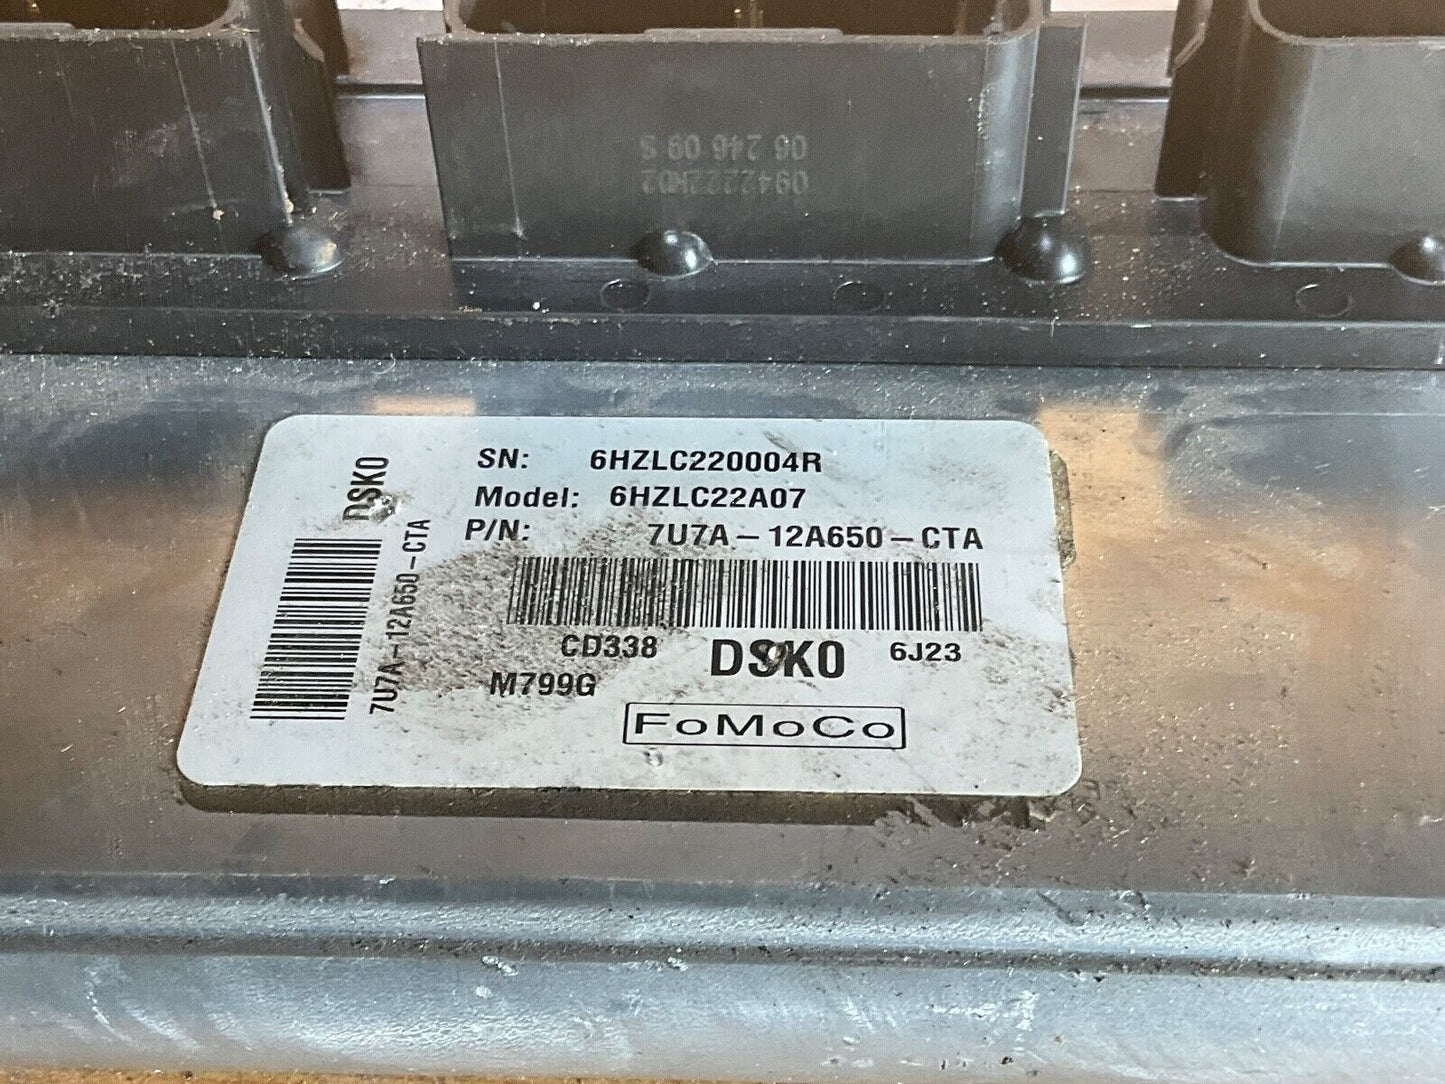 06 246 09 S
0942222H02
SN: 6HZLC220004R
Model: 6HZLC22A07
P/N: 7U7A-12A650-CTA
CD338 DSK0 6J23
M799G
FoMoCo
DSK0
7U7A-12A650-CTA